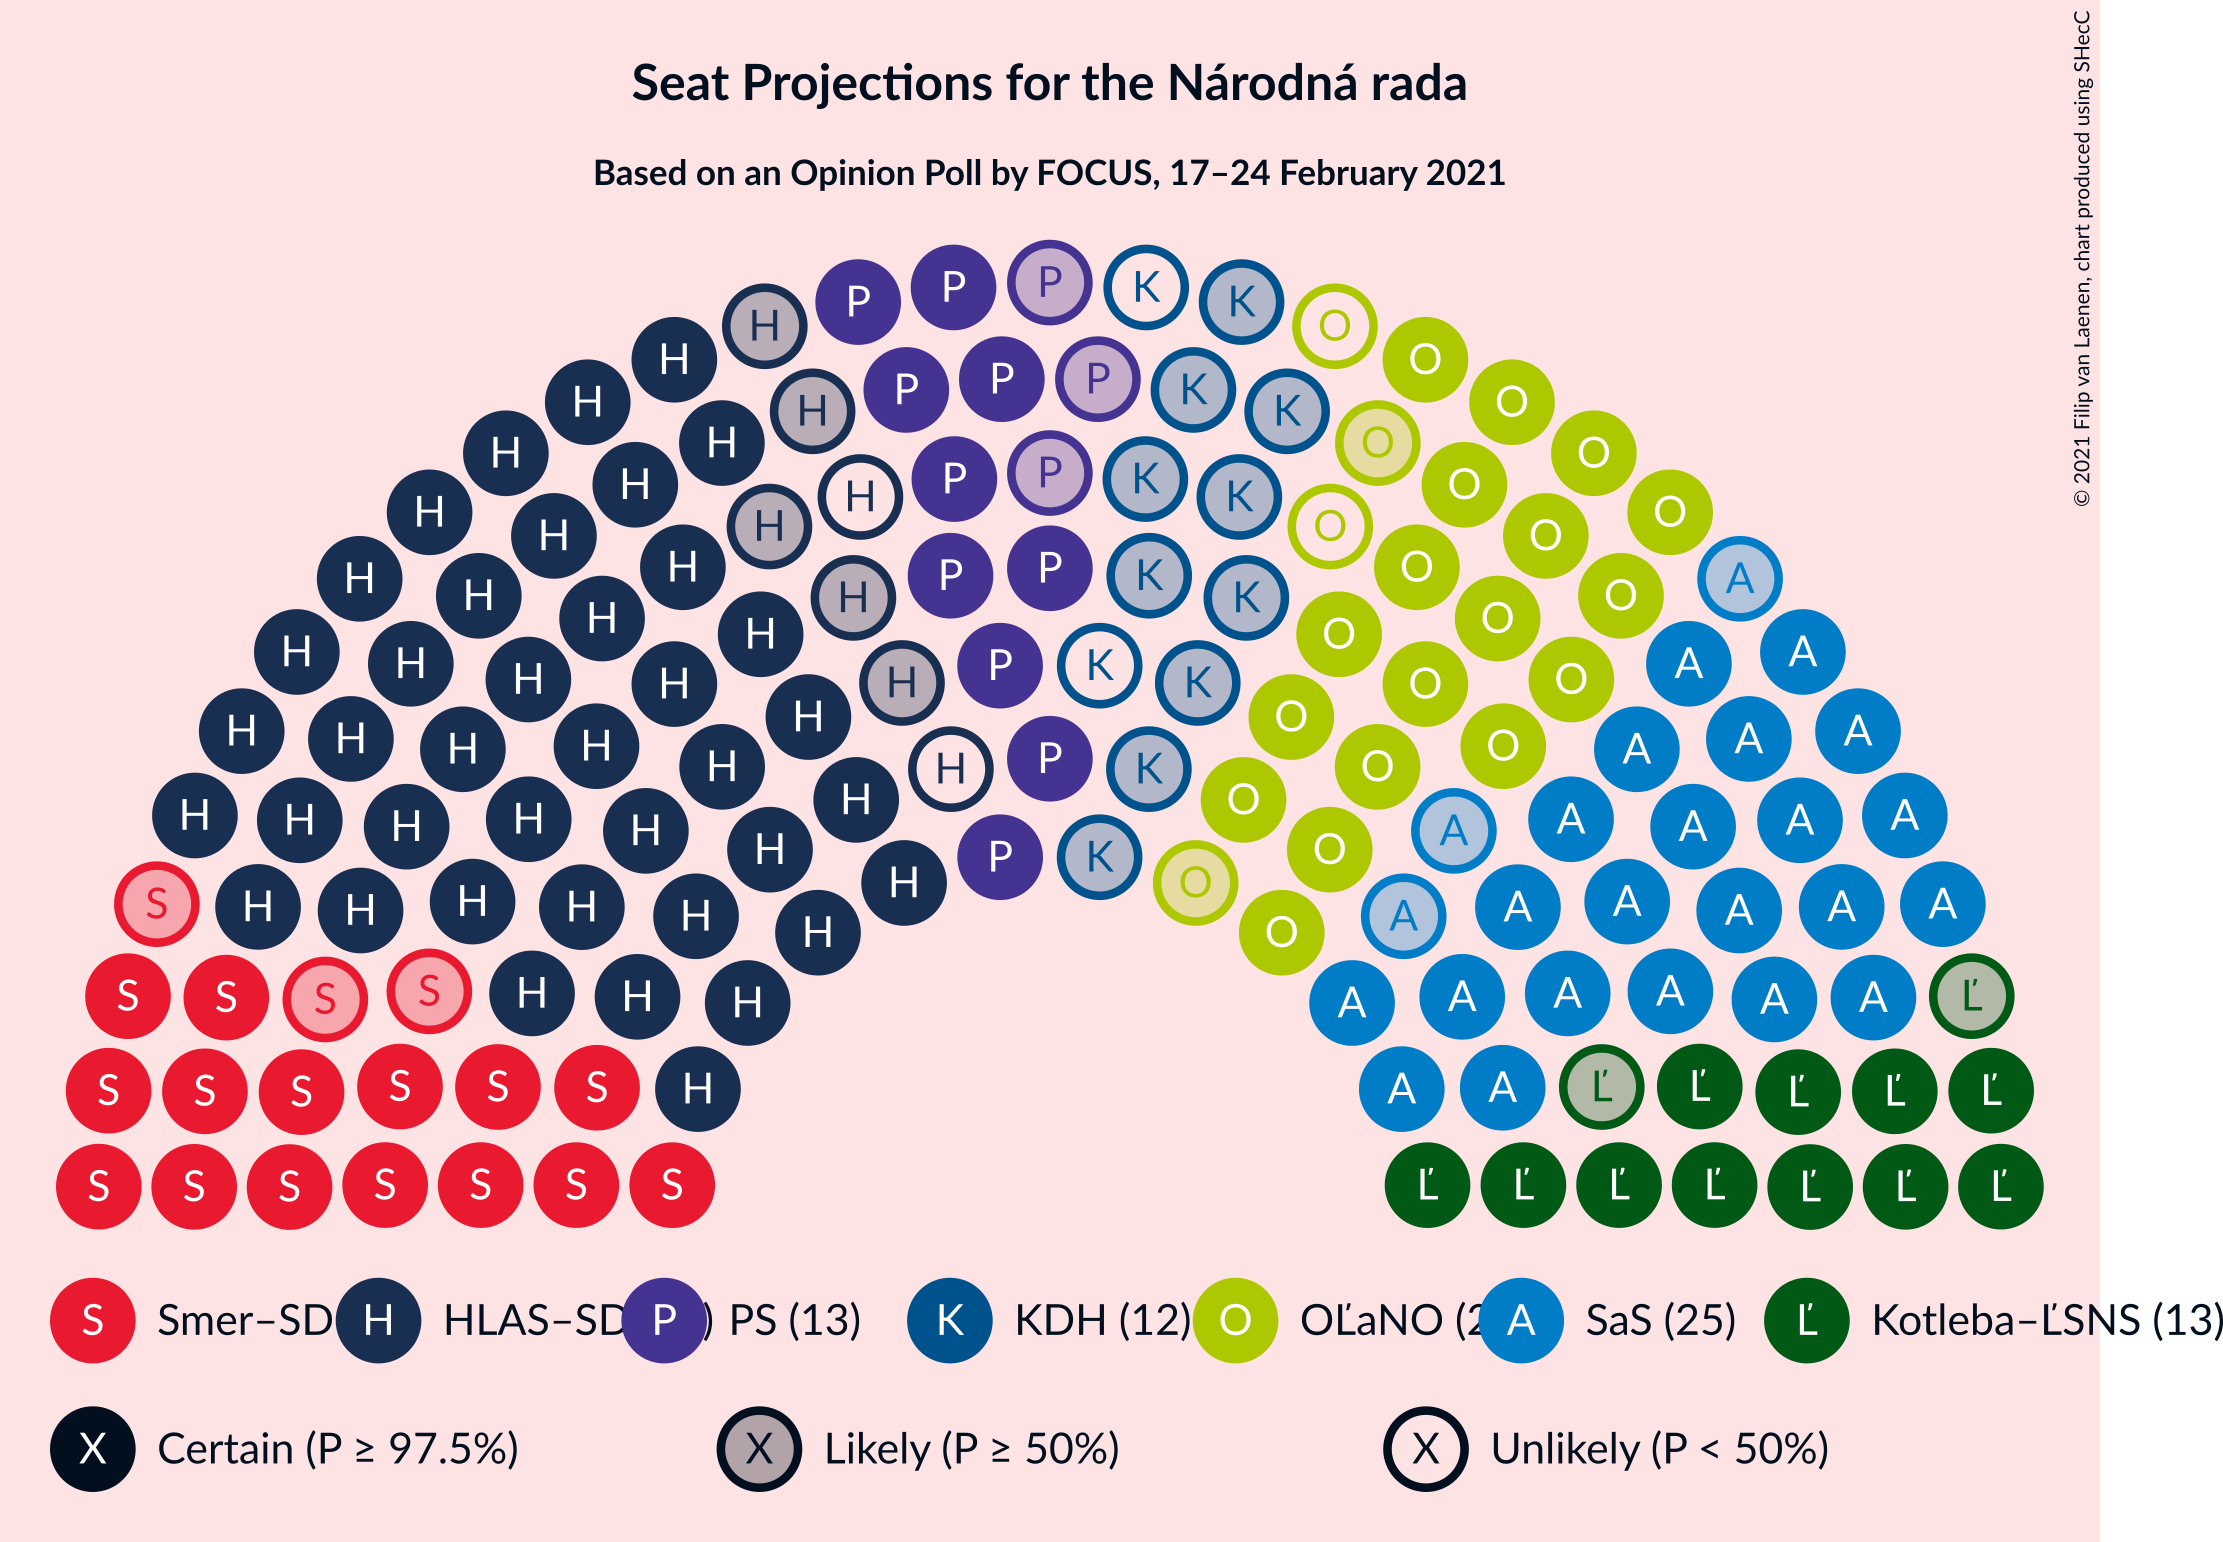 Seat Projections for the Národná rada
Based on an Opinion Poll by FOCUS, 17–24 February 2021
© 2021 Filip van Laenen, chart produced using SHecC
P P P K K
H O
H H H P P P K K O O
H H H H P P K K O O O
H H H O O O
H H H H H P P K K O O O A
H H H H H H P K K O O O A A
H H H H H H H P K O O O A A A
H H H H H H H P K O O A A A A A
S H H H H H H H O O A A A A A A
S S S S H H H A A A A A A Ľ
S S S S S S H A A Ľ Ľ Ľ Ľ Ľ
S S S S S S S Ľ Ľ Ľ Ľ Ľ Ľ Ľ
S Smer–SD H HLAS–SD P ) PS (13) K KDH (12) O OĽaNO A SaS (25) Ľ Kotleba–ĽSNS (13)
X Certain (P ≥ 97.5%) X Likely (P ≥ 50%) X Unlikely (P < 50%)